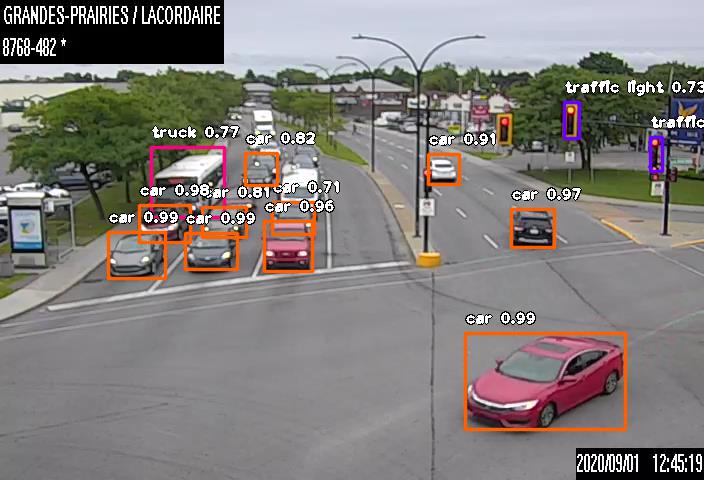 GRANDES-PRAIRIES / LACORDAIRE
8768-482 *
traffic light 0.73
traffic
truck 0.77
car 0.82
car 0.91
car 0.98
car 0.81
car 0.71
car 0.99
car 0.99
car 0.96
car 0.97
car 0.99
2020/09/01 12:45:19